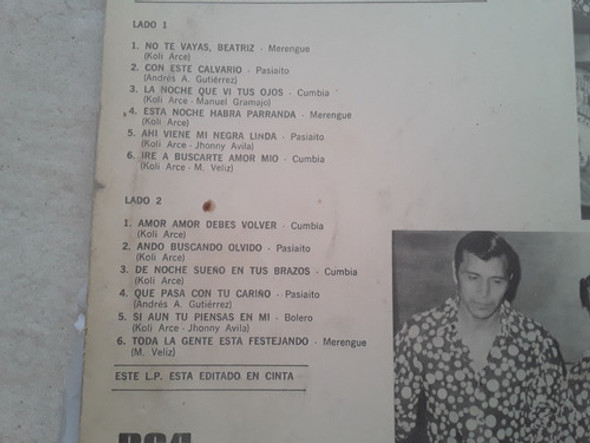 LADO 1
1. NO TE VAYAS, BEATRIZ - Merengue
(Koli Arce)
2. CON ESTE CALVARIO - Pasiaito
(Andrés A. Gutiérrez)
3. LA NOCHE QUE VI TUS OJOS - Cumbia
(Koli Arce - Manuel Gramajo)
4. ESTA NOCHE HABRA PARRANDA - Merengue
(Koli Arce)
5. AHI VIENE MI NEGRA LINDA - Pasiaito
(Koli Arce - Jhonny Avila)
6. IRE A BUSCARTE AMOR MIO - Cumbia
(Koli Arce - M. Veliz)
LADO 2
1. AMOR AMOR DEBES VOLVER - Cumbia
(Koli Arce)
2. ANDO BUSCANDO OLVIDO - Pasiaito
(Koli Arce)
3. DE NOCHE SUEÑO EN TUS BRAZOS - Cumbia
(Koli Arce)
4. QUE PASA CON TU CARIÑO - Pasiaito
(Andrés A. Gutiérrez)
5. SI AUN TU PIENSAS EN MI - Bolero
(Koli Arce - Jhonny Avila)
6. TODA LA GENTE ESTA FESTEJANDO - Merengue
(M. Veliz)
ESTE L.P. ESTA EDITADO EN CINTA